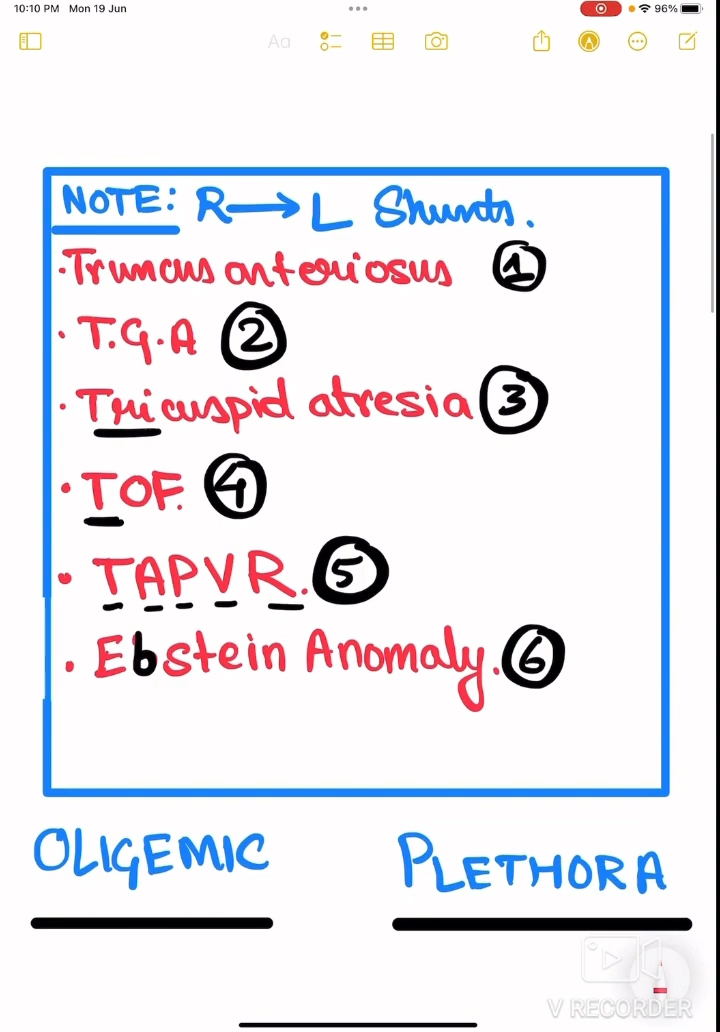 10:10 PM Mon 19 Jun 96%
Aa
NOTE: R→L Shunts.
·Truncus arteriosus 1
· T.G.A 2
· Tricuspid atresia 3
· TOF. 4
· TAPVR. 5
· Ebstein Anomaly. 6
OLIGEMIC PLETHORA
V RECORDER